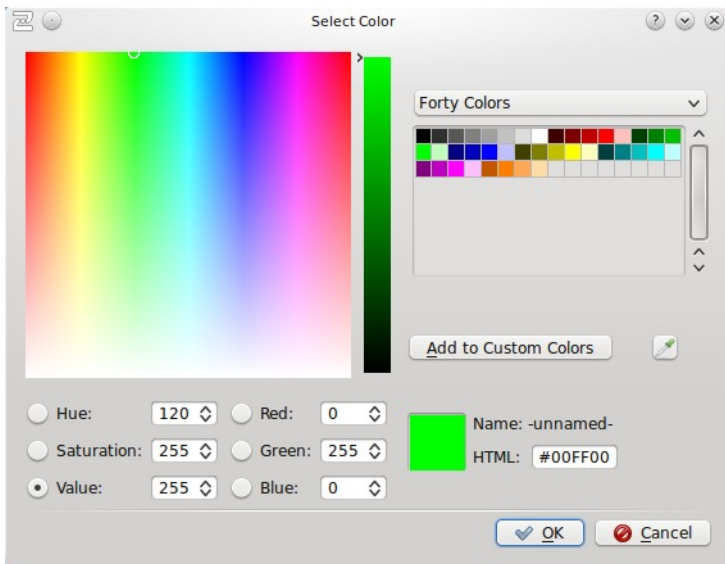 Select Color
Forty Colors
Add to Custom Colors
Hue: 120 Red: 0
Saturation: 255 Green: 255
Value: 255 Blue: 0
Name: -unnamed-
HTML: #00FF00
OK Cancel